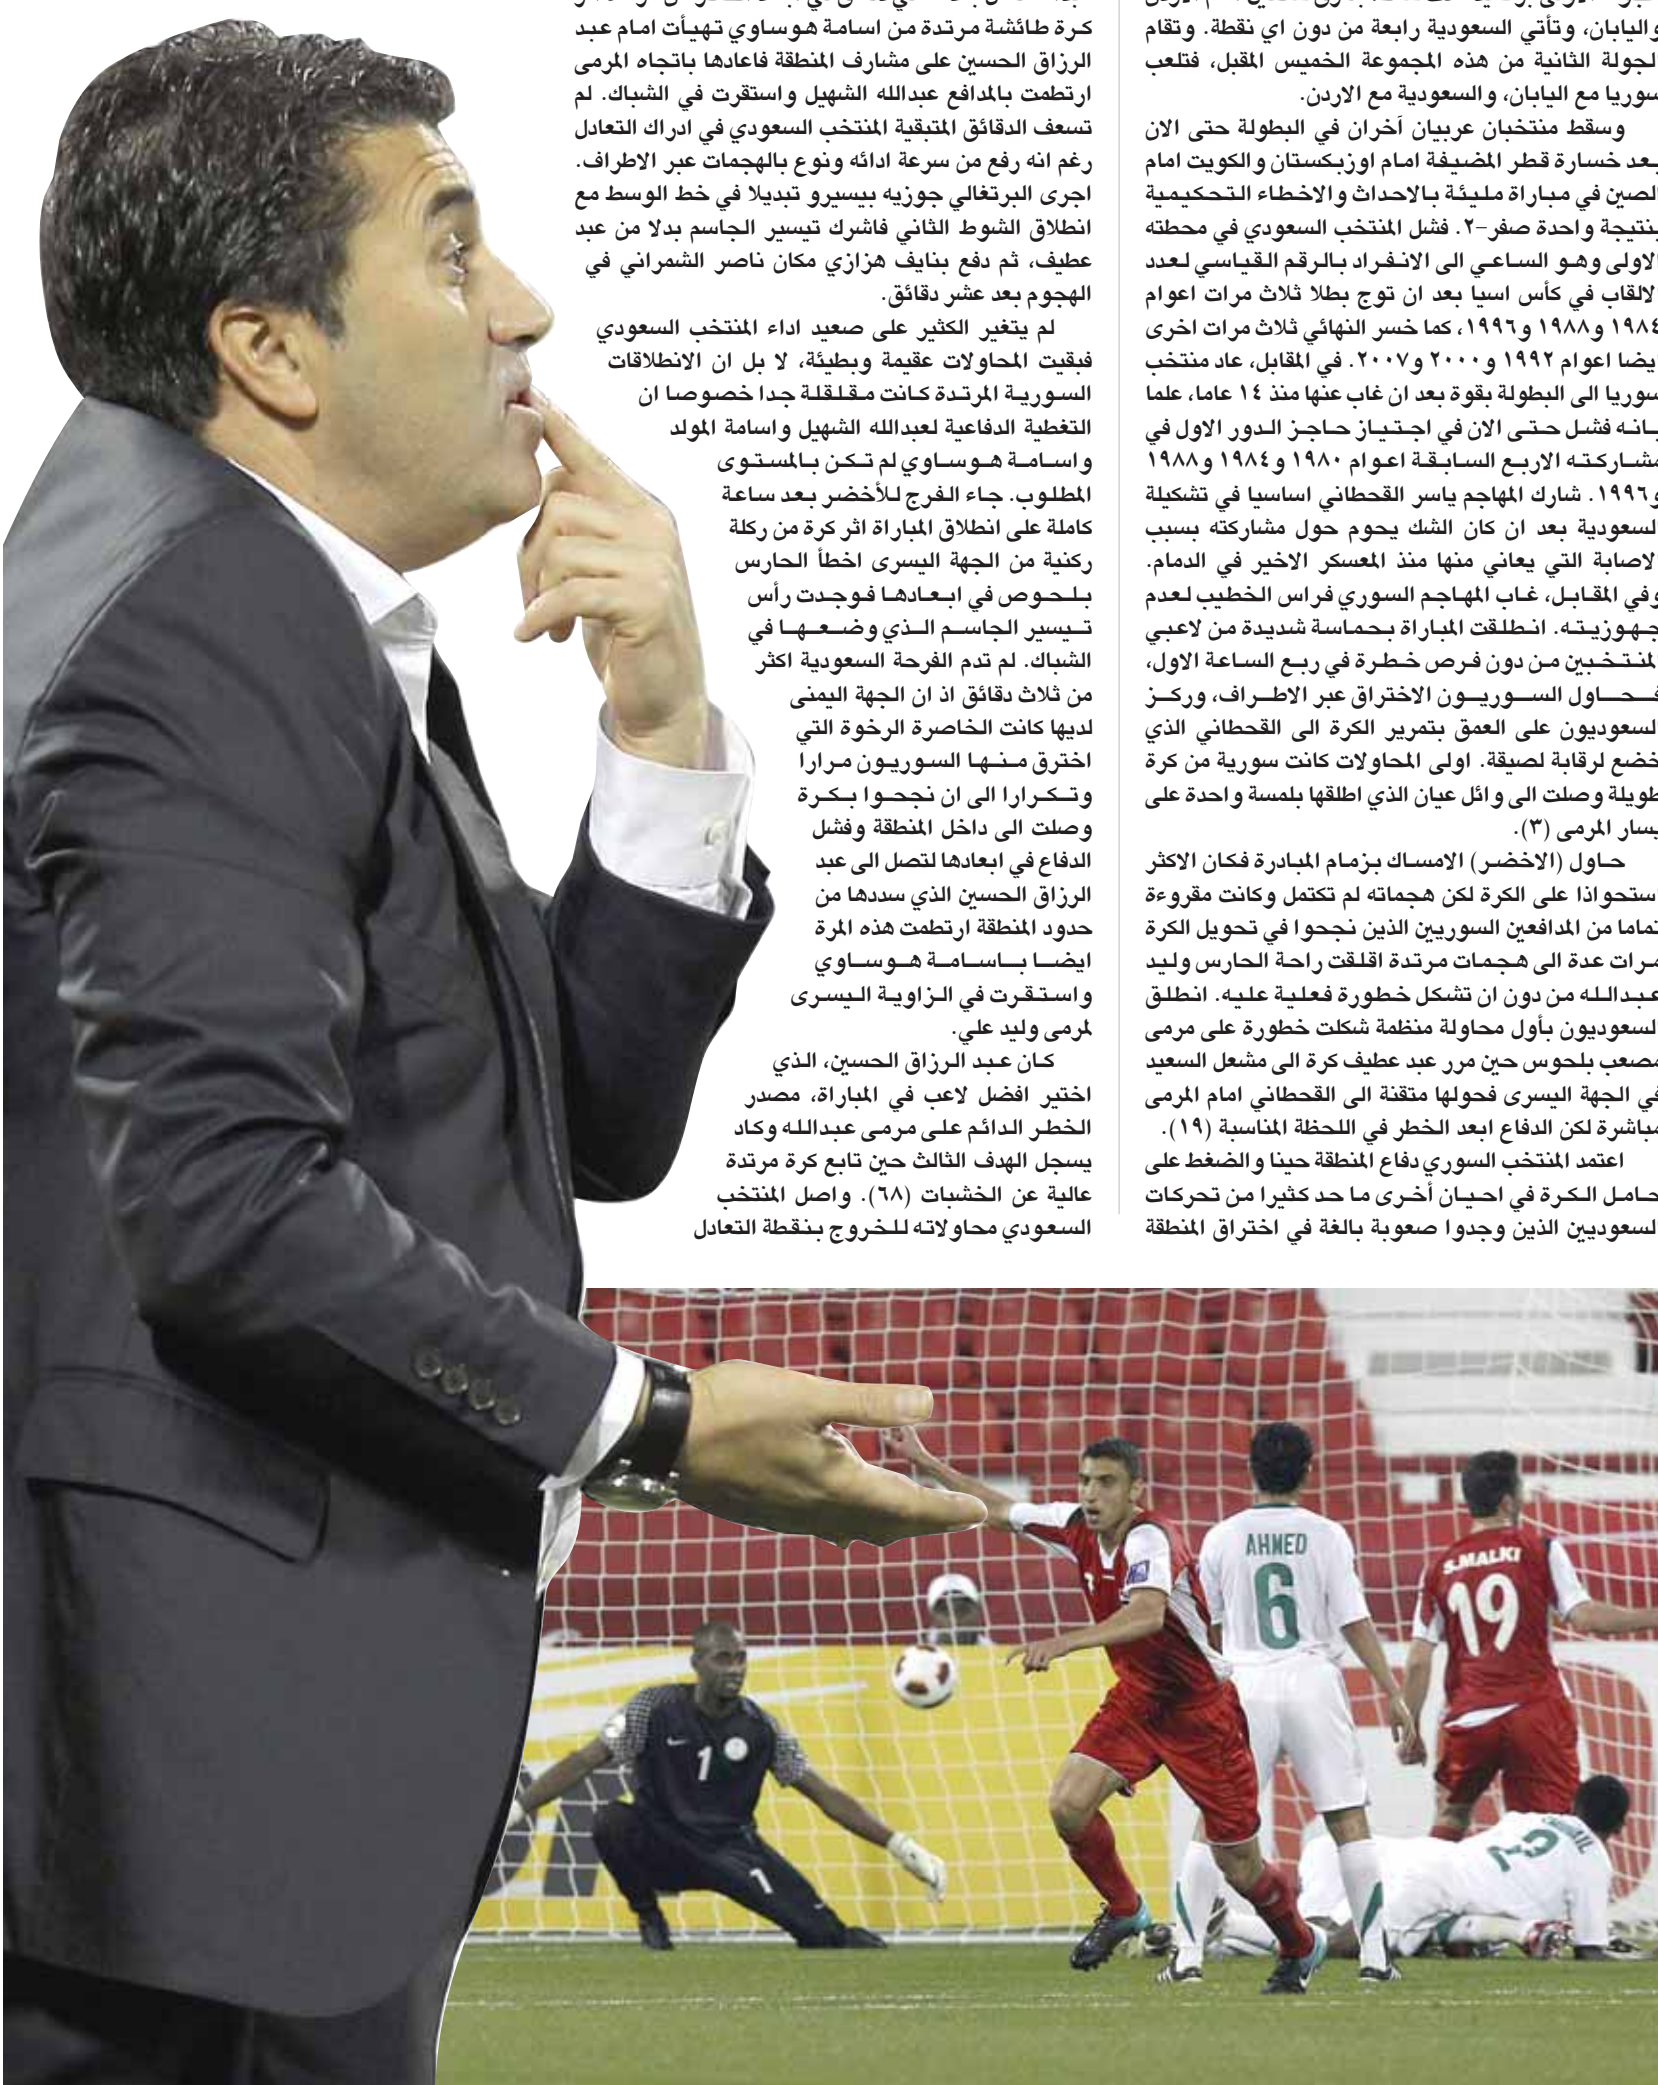 واليابان، وتأتي السعودية رابعة من دون اي نقطة. وتقام
الجولة الثانية من هذه المجموعة الخميس المقبل، فتلعب
سوريا مع اليابان، والسعودية مع الاردن.
وسقط منتخبان عربيان آخران في البطولة حتى الان
بعد خسارة قطر المضيفة امام اوزبكستان والكويت امام
الصين في مباراة مليئة بالاحداث والاخطاء التحكيمية
بنتيجة واحدة صفر-٢. فشل المنتخب السعودي في محطته
الاولى وهو الساعي الى الانفراد بالرقم القياسي لعدد
الالقاب في كأس اسيا بعد ان توج بطلا ثلاث مرات اعوام
١٩٨٤ و١٩٨٨ و١٩٩٦، كما خسر النهائي ثلاث مرات اخرى
ايضا اعوام ١٩٩٢ و٢٠٠٠ و٢٠٠٧. في المقابل، عاد منتخب
سوريا الى البطولة بقوة بعد ان غاب عنها منذ ١٤ عاما، علما
بانه فشل حتى الان في اجتياز حاجز الدور الاول في
مشاركته الاربع السابقة اعوام ١٩٨٠ و١٩٨٤ و١٩٨٨
و١٩٩٦. شارك المهاجم ياسر القحطاني اساسيا في تشكيلة
السعودية بعد ان كان الشك يحوم حول مشاركته بسبب
الاصابة التي يعاني منها منذ المعسكر الاخير في الدمام.
وفي المقابل، غاب المهاجم السوري فراس الخطيب لعدم
جهوزيته. انطلقت المباراة بحماسة شديدة من لاعبي
المنتخبين من دون فرص خطرة في ربع الساعة الاول،
فحاول السوريون الاختراق عبر الاطراف، وركز
السعوديون على العمق بتمرير الكرة الى القحطاني الذي
خضع لرقابة لصيقة. اولى المحاولات كانت سورية من كرة
طويلة وصلت الى وائل عيان الذي اطلقها بلمسة واحدة على
يسار المرمى (٣).
حاول (الاخضر) الامساك بزمام المبادرة فكان الاكثر
استحواذا على الكرة لكن هجماته لم تكتمل وكانت مقروءة
تماما من المدافعين السوريين الذين نجحوا في تحويل الكرة
مرات عدة الى هجمات مرتدة اقلقت راحة الحارس وليد
عبدالله من دون ان تشكل خطورة فعلية عليه. انطلق
السعوديون بأول محاولة منظمة شكلت خطورة على مرمى
مصعب بلحوس حين مرر عبد عطيف كرة الى مشعل السعيد
في الجهة اليسرى فحولها متقنة الى القحطاني امام المرمى
مباشرة لكن الدفاع ابعد الخطر في اللحظة المناسبة (١٩).
اعتمد المنتخب السوري دفاع المنطقة حينا والضغط على
حامل الكرة في احيان أخرى ما حد كثيرا من تحركات
السعوديين الذين وجدوا صعوبة بالغة في اختراق المنطقة
كرة طائشة مرتدة من اسامة هوساوي تهيأت امام عبد
الرزاق الحسين على مشارف المنطقة فاعادها باتجاه المرمى
ارتطمت بالمدافع عبدالله الشهيل واستقرت في الشباك. لم
تسعف الدقائق المتبقية المنتخب السعودي في ادراك التعادل
رغم انه رفع من سرعة ادائه ونوع بالهجمات عبر الاطراف.
اجرى البرتغالي جوزيه بيسيرو تبديلا في خط الوسط مع
انطلاق الشوط الثاني فاشرك تيسير الجاسم بدلا من عبد
عطيف، ثم دفع بنايف هزازي مكان ناصر الشمراني في
الهجوم بعد عشر دقائق.
لم يتغير الكثير على صعيد اداء المنتخب السعودي
فبقيت المحاولات عقيمة وبطيئة، لا بل ان الانطلاقات
السورية المرتدة كانت مقلقلة جدا خصوصا ان
التغطية الدفاعية لعبدالله الشهيل واسامة المولد
واسامة هوساوي لم تكن بالمستوى
المطلوب. جاء الفرج للأخضر بعد ساعة
كاملة على انطلاق المباراة اثر كرة من ركلة
ركنية من الجهة اليسرى اخطأ الحارس
بلحوص في ابعادها فوجدت رأس
تيسير الجاسم الذي وضعها في
الشباك. لم تدم الفرحة السعودية اكثر
من ثلاث دقائق اذ ان الجهة اليمنى
لديها كانت الخاصرة الرخوة التي
اخترق منها السوريون مرارا
وتكرارا الى ان نجحوا بكرة
وصلت الى داخل المنطقة وفشل
الدفاع في ابعادها لتصل الى عبد
الرزاق الحسين الذي سددها من
حدود المنطقة ارتطمت هذه المرة
ايضا باسامة هوساوي
واستقرت في الزاوية اليسرى
لمرمى وليد علي.
كان عبد الرزاق الحسين، الذي
اختير افضل لاعب في المباراة، مصدر
الخطر الدائم على مرمى عبدالله وكاد
يسجل الهدف الثالث حين تابع كرة مرتدة
عالية عن الخشبات (٦٨). واصل المنتخب
السعودي محاولاته للخروج بنقطة التعادل
AHMED
6
S.MALKI
19
1
1
2